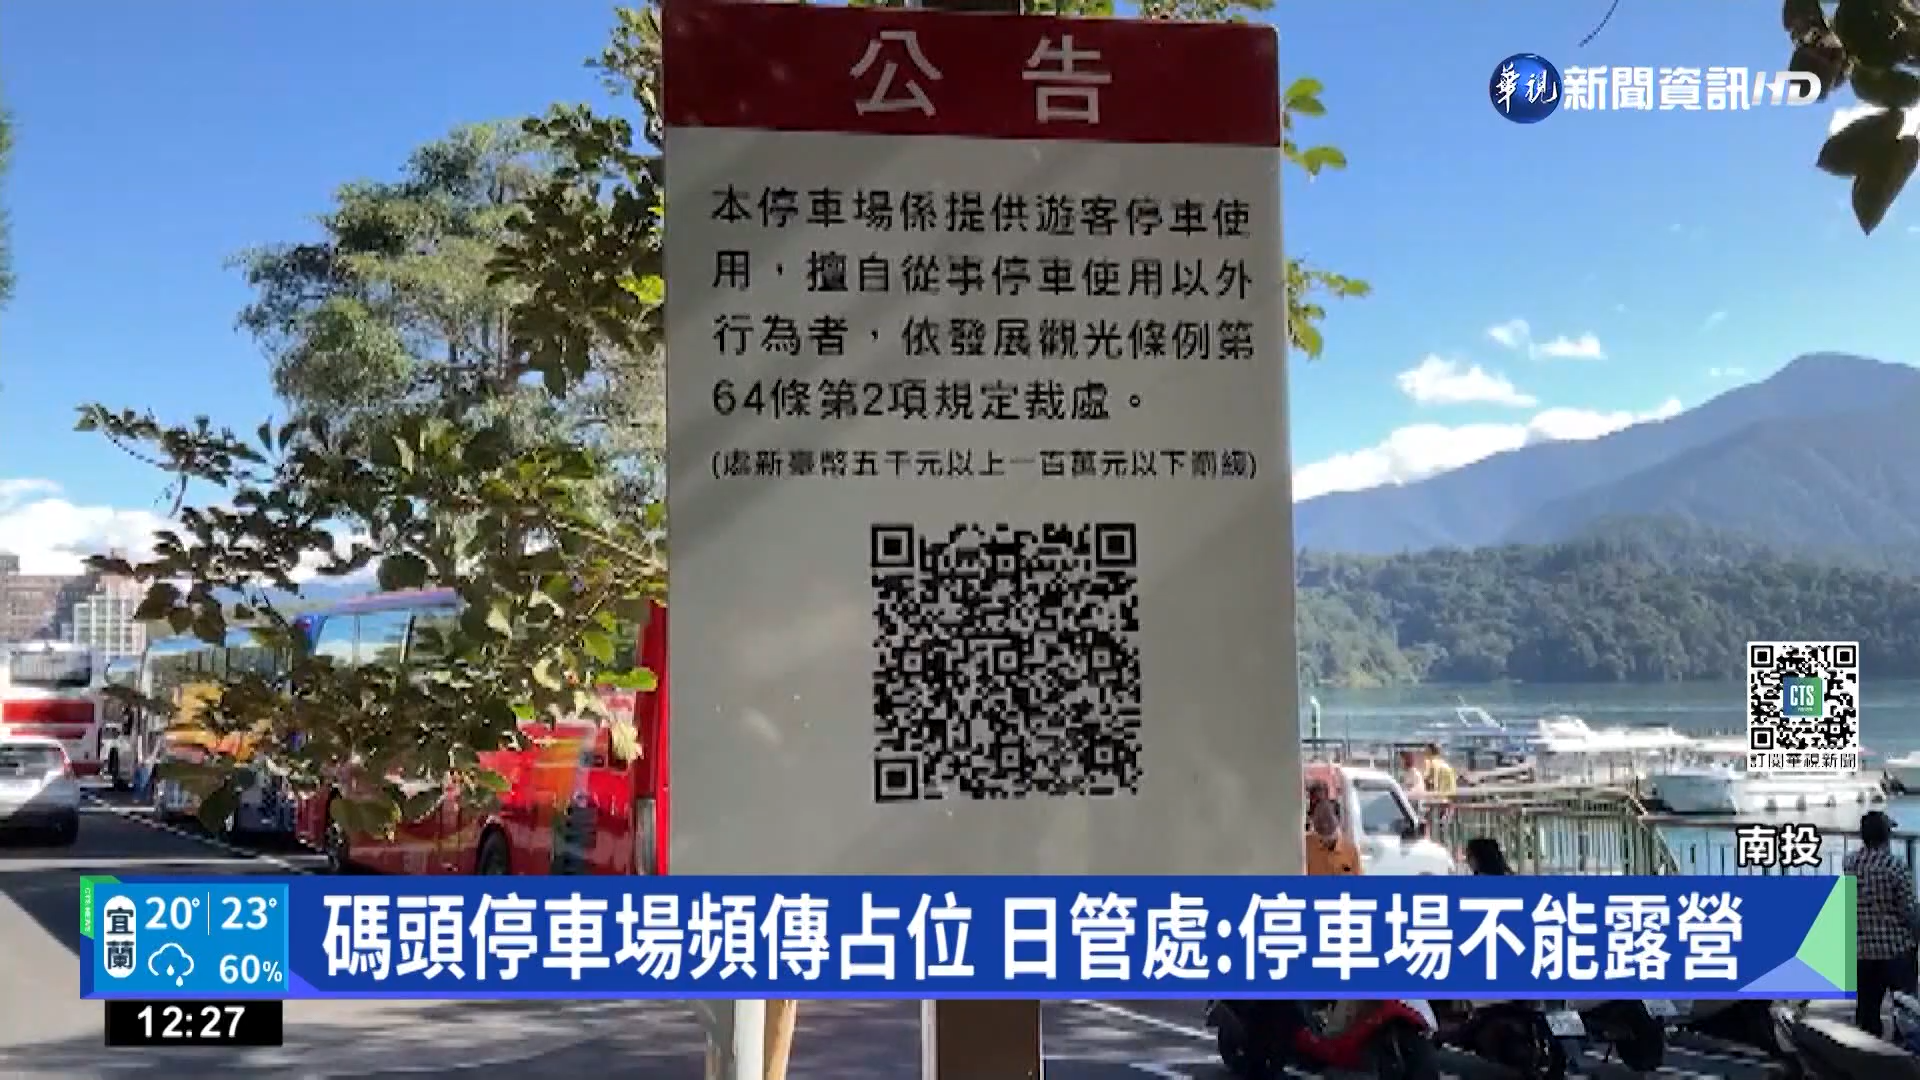 公告
華視 新聞資訊HD
本停車場係提供遊客停車使
用，擅自從事停車使用以外
行為者，依發展觀光條例第
64條第2項規定裁處。
(處新臺幣五千元以上一百萬元以下罰鍰)
CTS
訂閱華視新聞
南投
宜蘭
20° 23°
60%
碼頭停車場頻傳占位 日管處:停車場不能露營
12:27